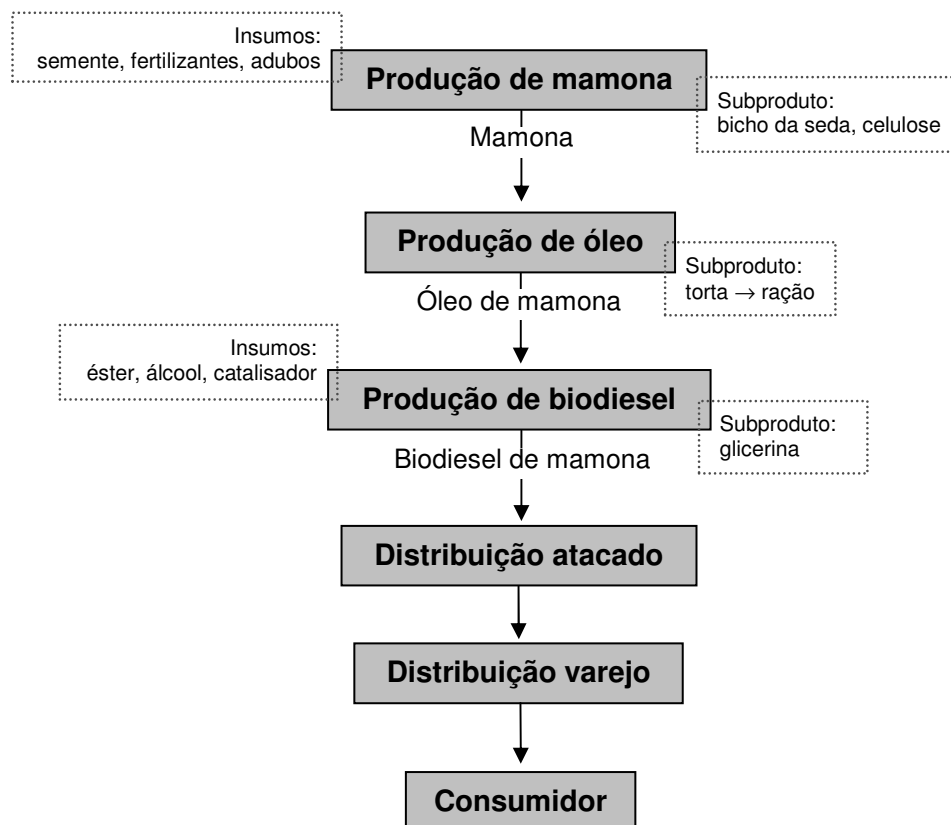 Insumos:
semente, fertilizantes, adubos
Produção de mamona
Subproduto:
bicho da seda, celulose
Mamona
Produção de óleo
Subproduto:
torta → ração
Óleo de mamona
Insumos:
éster, álcool, catalisador
Produção de biodiesel
Subproduto:
glicerina
Biodiesel de mamona
Distribuição atacado
Distribuição varejo
Consumidor